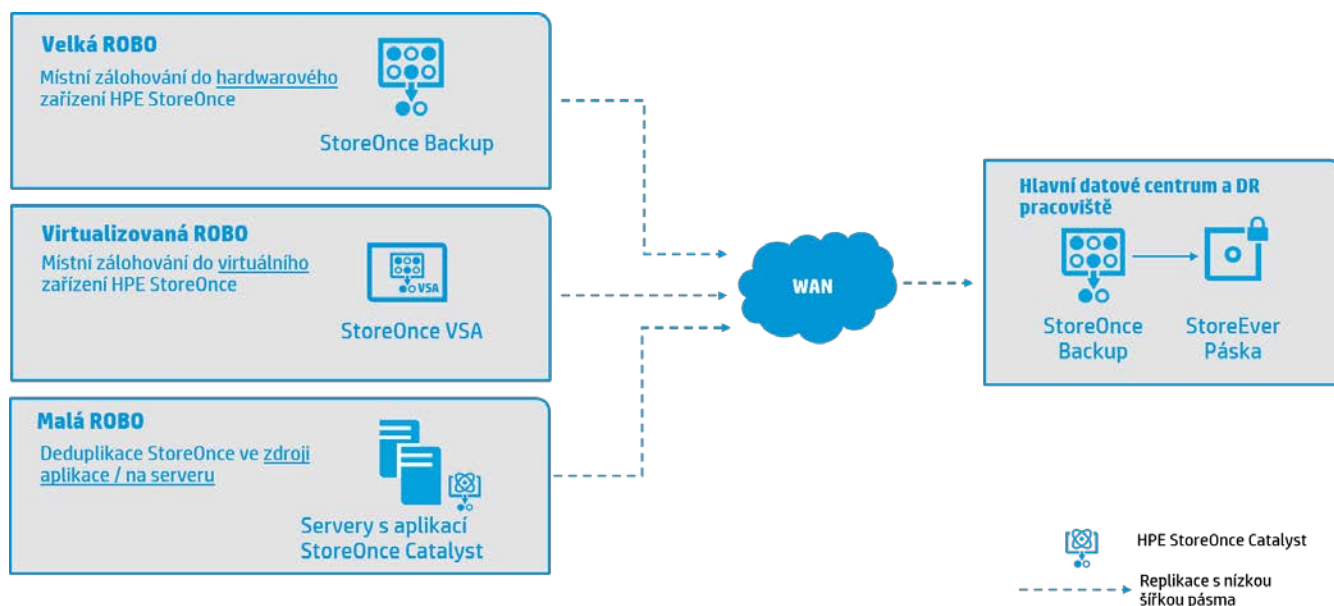 Velká ROBO
Místní zálohování do hardwarového
zařízení HPE StoreOnce
StoreOnce Backup
Virtualizovaná ROBO
Místní zálohování do virtuálního
zařízení HPE StoreOnce
VSA
StoreOnce VSA
Malá ROBO
Deduplikace StoreOnce ve zdroji
aplikace / na serveru
Servery s aplikací
StoreOnce Catalyst
WAN
Hlavní datové centrum a DR
pracoviště
StoreOnce
Backup
StoreEver
Páska
HPE StoreOnce Catalyst
Replikace s nízkou
šířkou pásma